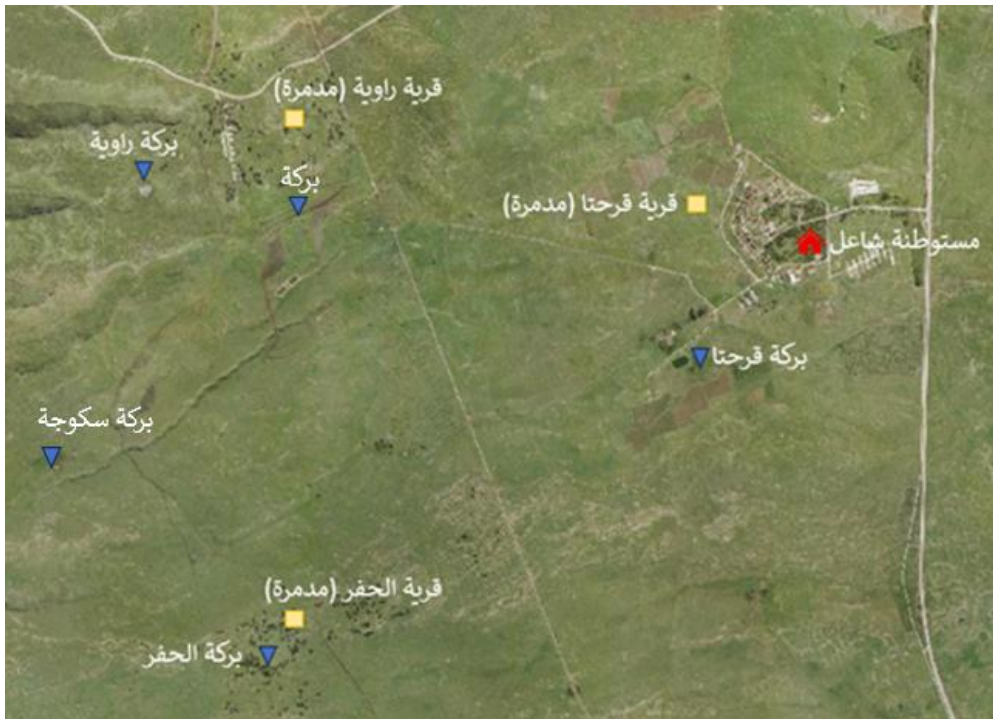 قرية راوية (مدمرة)
بركة راوية
بركة
قرية قرحتا (مدمرة)
مستوطنة شاعل
بركة قرحتا
بركة سكوجة
قرية الحفر (مدمرة)
بركة الحفر